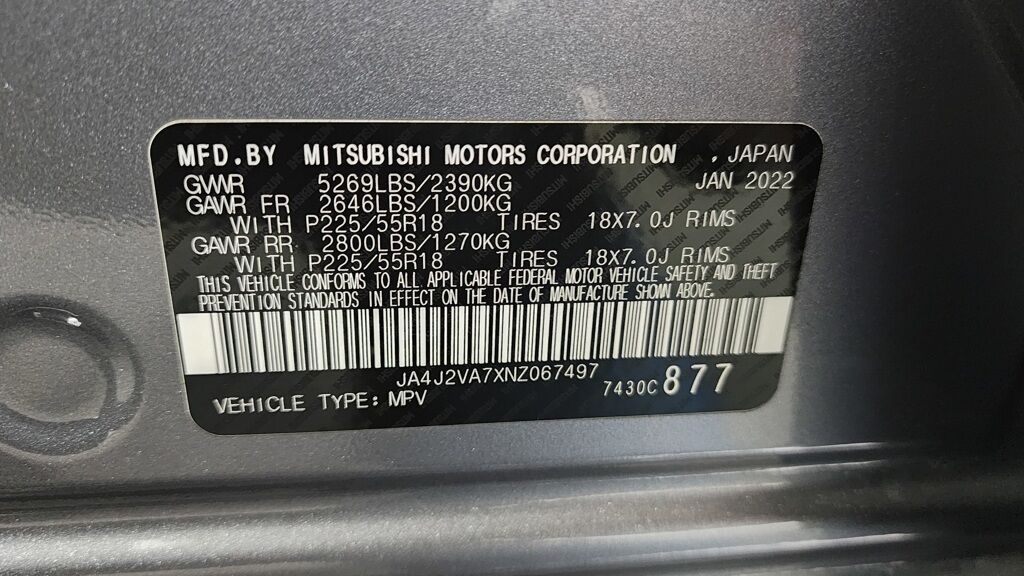 MFD.BY MITSUBISHI MOTORS CORPORATION . JAPAN
GVWR 5269LBS/2390KG JAN 2022
GAWR FR 2646LBS/1200KG
WITH P225/55R18 TIRES 18X7.0J RIMS
GAWR RR 2800LBS/1270KG
WITH P225/55R18 TIRES 18X7.0J RIMS
THIS VEHICLE CONFORMS TO ALL APPLICABLE FEDERAL MOTOR VEHICLE SAFETY AND THEFT
PREVENTION STANDARDS IN EFFECT ON THE DATE OF MANUFACTURE SHOWN ABOVE.
JA4J2VA7XNZ067497
VEHICLE TYPE: MPV 7430C 877